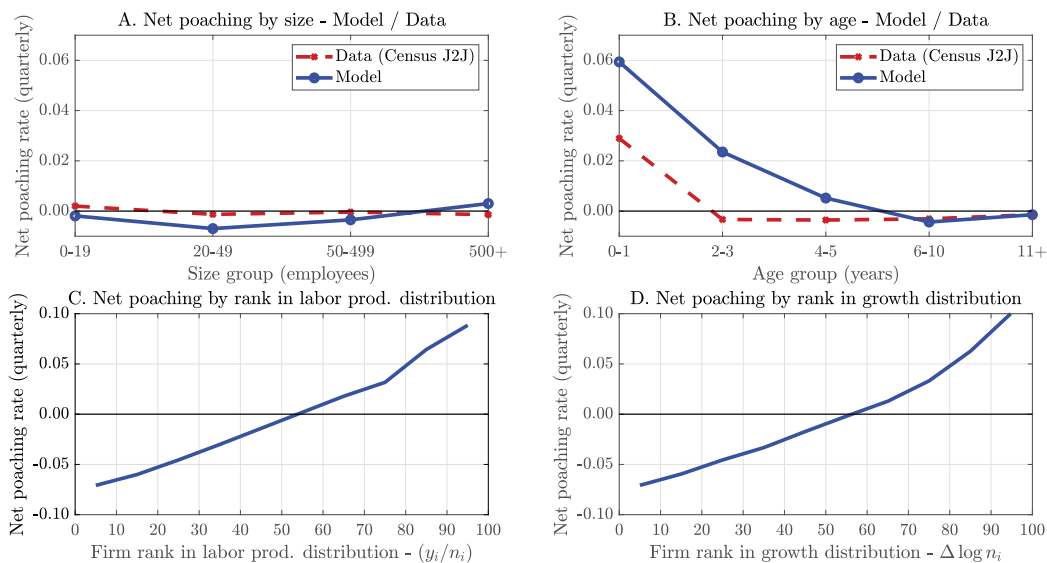 A. Net poaching by size - Model / Data
Net poaching rate (quarterly)
0.06
0.04
0.02
0.00
Data (Census J2J)
Model
0-19
20-49
50-499
500+
Size group (employees)
B. Net poaching by age - Model / Data
Net poaching rate (quarterly)
0.06
0.04
0.02
0.00
Data (Census J2J)
Model
0-1
2-3
4-5
6-10
11+
Age group (years)
C. Net poaching by rank in labor prod. distribution
Net poaching rate (quarterly)
0.10
0.05
0.00
-0.05
-0.10
0 10 20 30 40 50 60 70 80 90 100
Firm rank in labor prod. distribution - (y_i/n_i)
D. Net poaching by rank in growth distribution
Net poaching rate (quarterly)
0.10
0.05
0.00
-0.05
-0.10
0 10 20 30 40 50 60 70 80 90 100
Firm rank in growth distribution - Δ log n_i